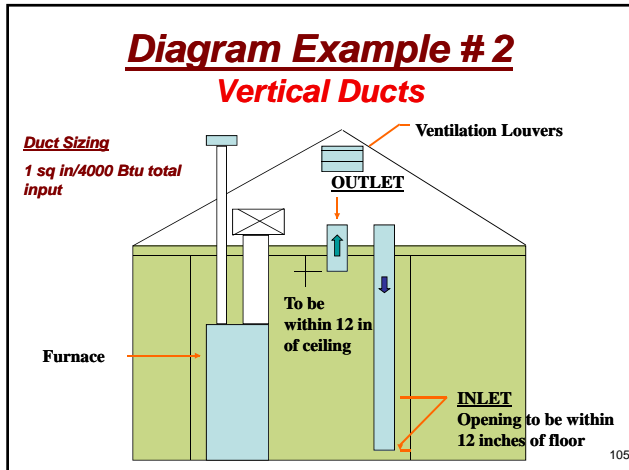 Diagram Example # 2
Vertical Ducts
Duct Sizing
1 sq in/4000 Btu total
input
Ventilation Louvers
OUTLET
To be
within 12 in
of ceiling
Furnace
INLET
Opening to be within
12 inches of floor
105